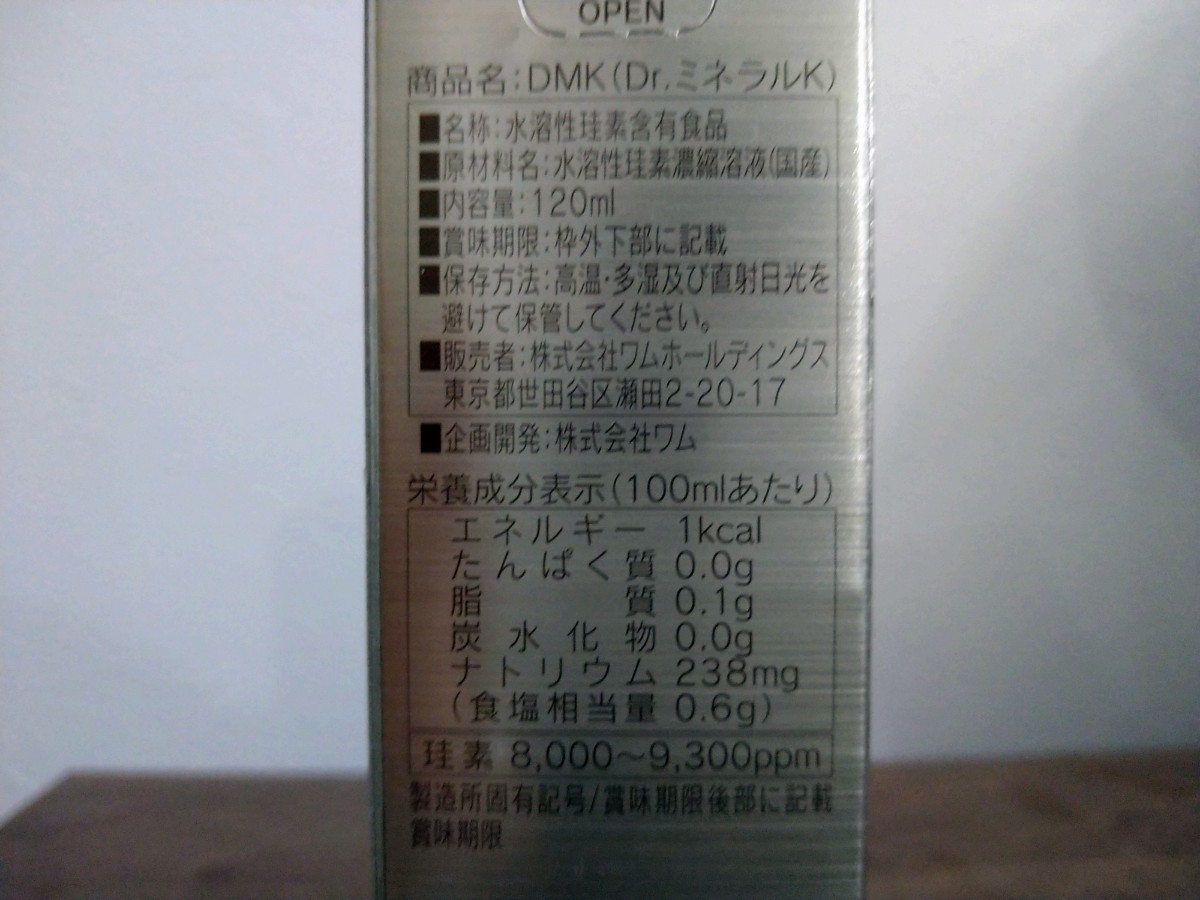 OPEN
商品名:DMK(Dr.ミネラルK)
■名称:水溶性珪素含有食品
■原材料名:水溶性珪素濃縮溶液(国産)
■内容量:120ml
■賞味期限:枠外下部に記載
■保存方法:高温・多湿及び直射日光を
避けて保管してください。
■販売者:株式会社ワムホールディングス
東京都世田谷区瀬田2-20-17
■企画開発:株式会社ワム
栄養成分表示(100mlあたり)
エネルギー 1kcal
たんぱく質 0.0g
脂質 0.1g
炭水化物 0.0g
ナトリウム 238mg
(食塩相当量 0.6g)
珪素 8,000〜9,300ppm
製造所固有記号/賞味期限後部に記載
賞味期限